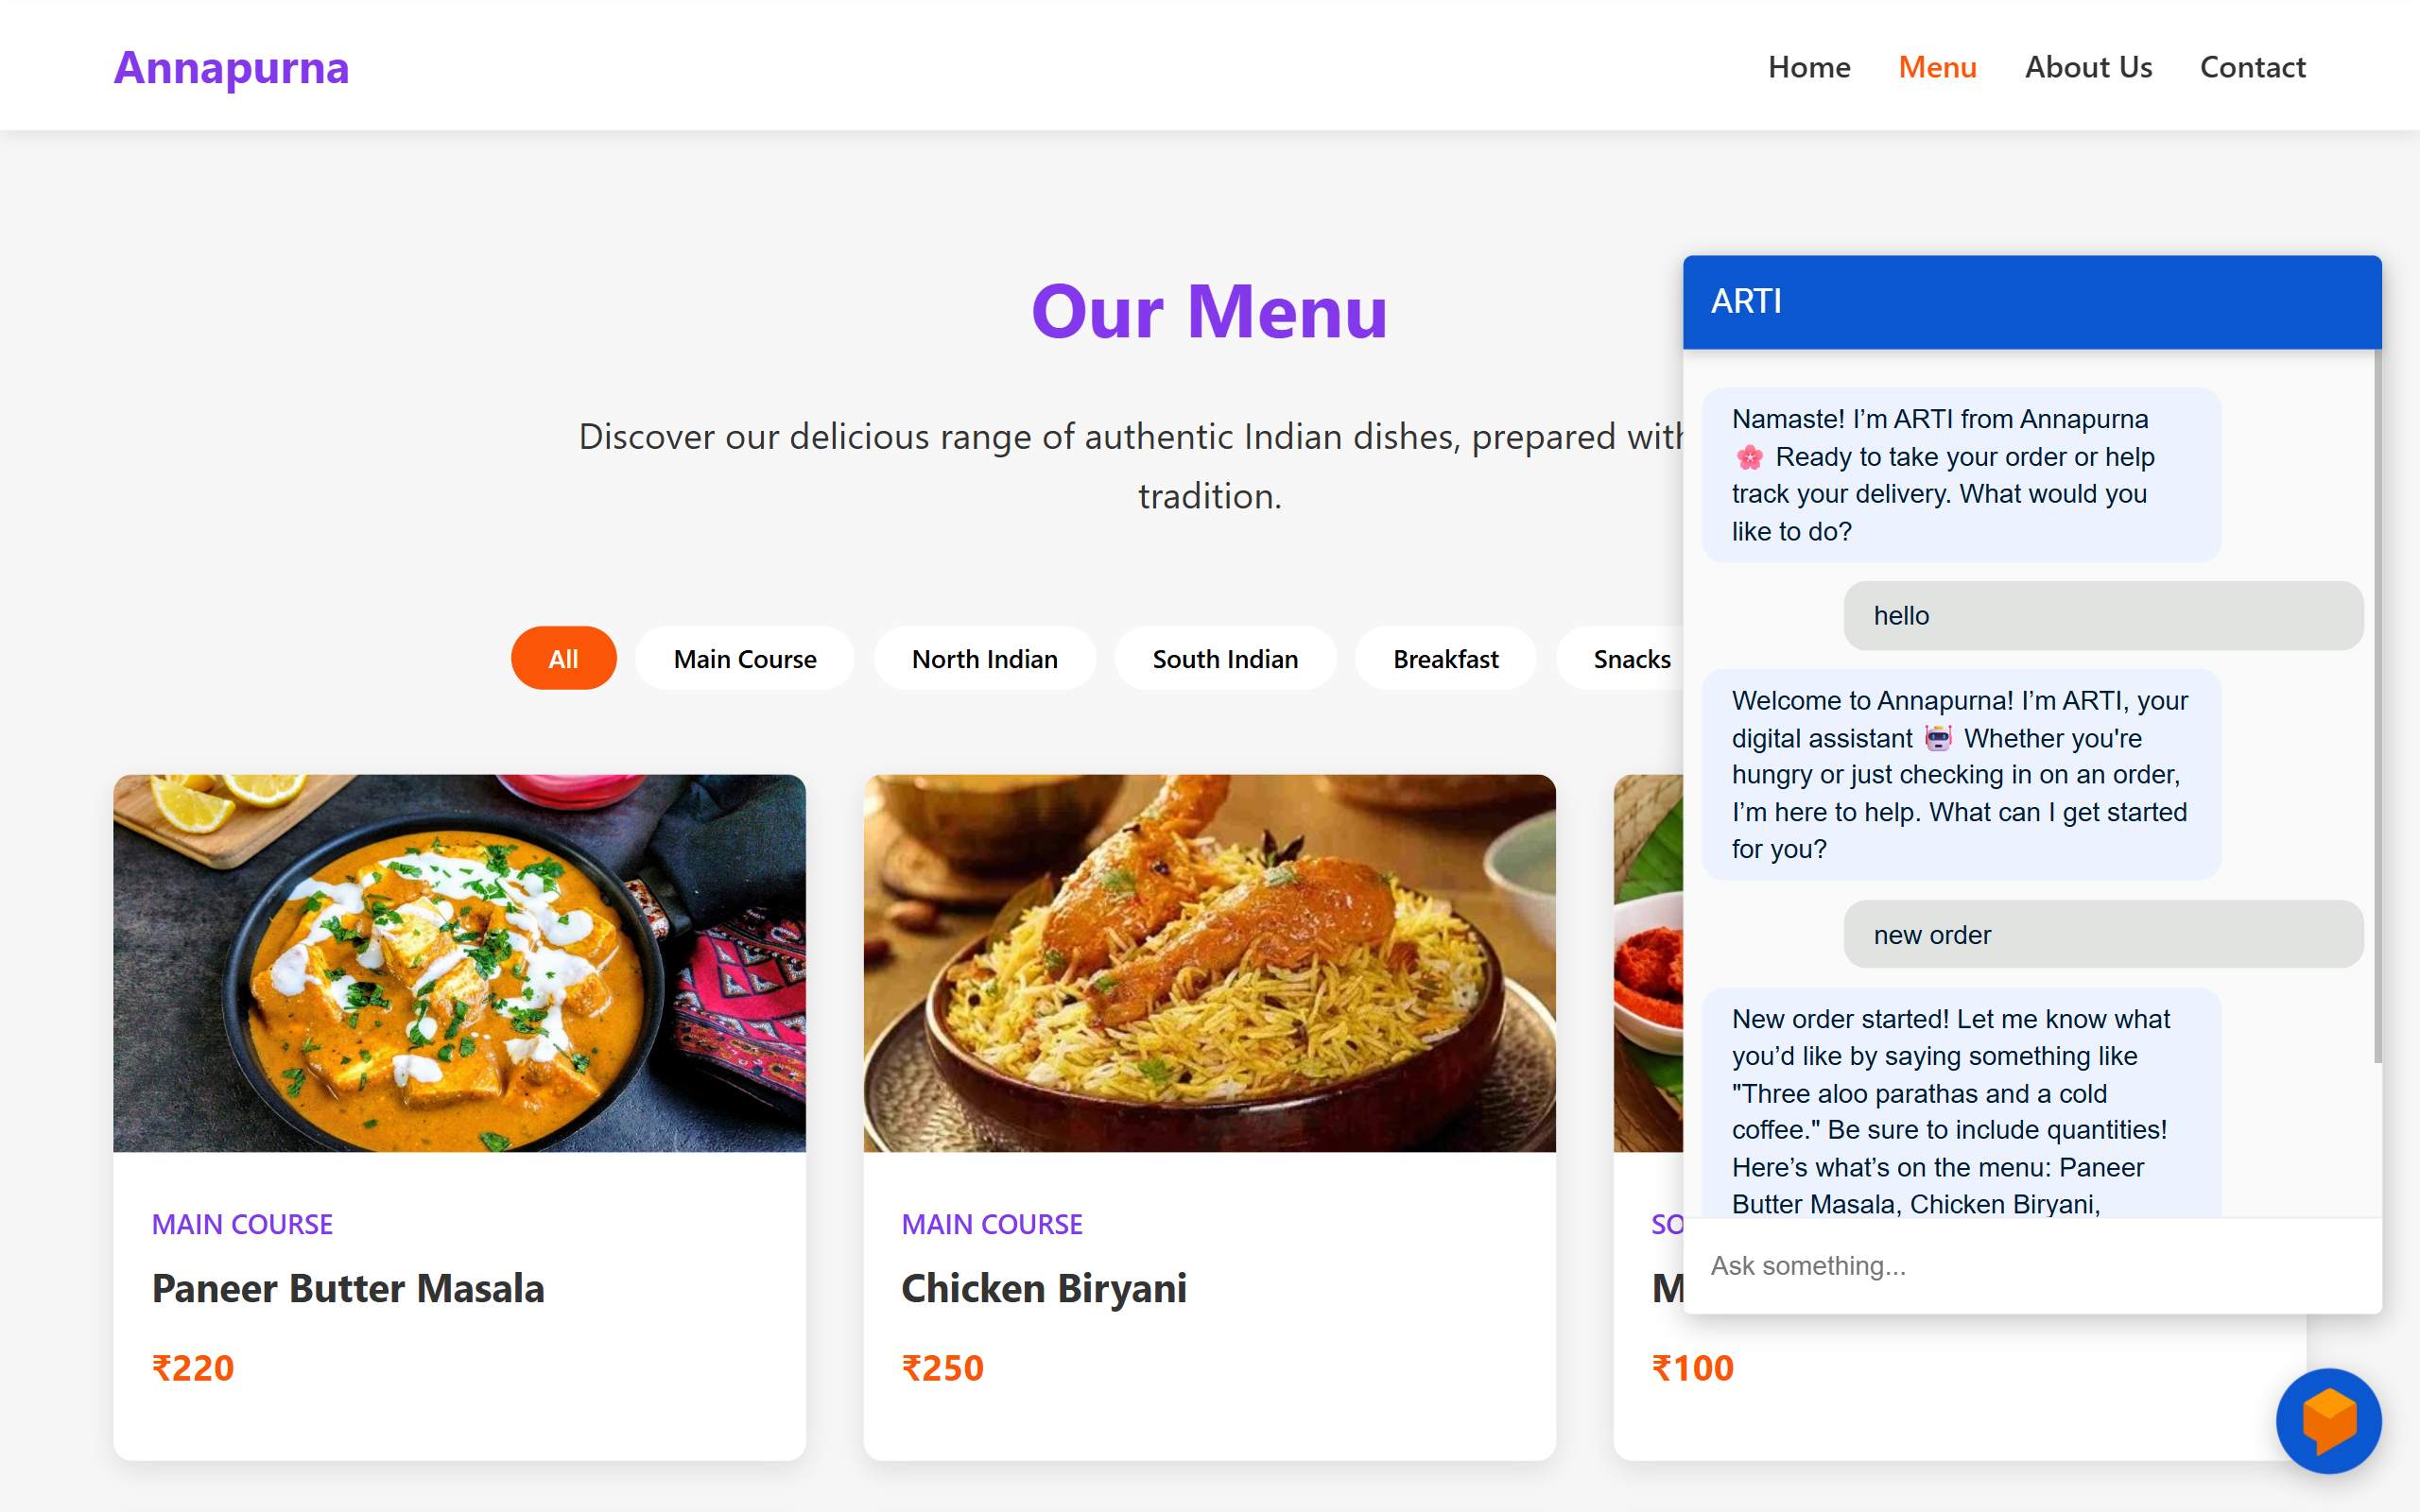 Annapurna
Home
Menu
About Us
Contact
Our Menu
Discover our delicious range of authentic Indian dishes, prepared with
tradition.
All
Main Course
North Indian
South Indian
Breakfast
Snacks
MAIN COURSE
Paneer Butter Masala
₹220
MAIN COURSE
Chicken Biryani
₹250
SO
M
₹100
ARTI
Namaste! I’m ARTI from Annapurna
🌸 Ready to take your order or help
track your delivery. What would you
like to do?
hello
Welcome to Annapurna! I’m ARTI, your
digital assistant 🤖 Whether you're
hungry or just checking in on an order,
I’m here to help. What can I get started
for you?
new order
New order started! Let me know what
you’d like by saying something like
"Three aloo parathas and a cold
coffee." Be sure to include quantities!
Here’s what’s on the menu: Paneer
Butter Masala, Chicken Biryani,
Ask something...